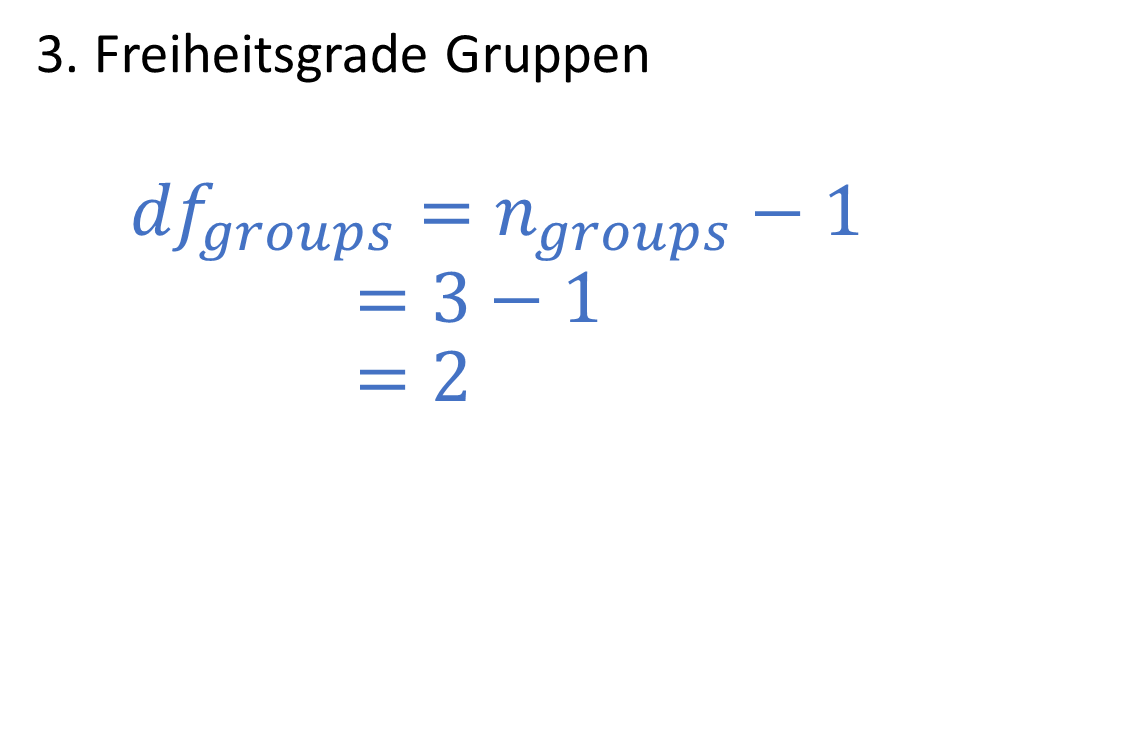 3. Freiheitsgrade Gruppen
df_groups = n_groups − 1
= 3 − 1
= 2